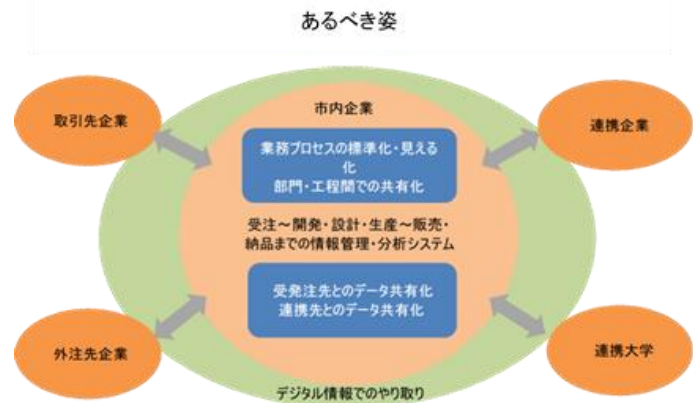 あるべき姿
取引先企業
市内企業
連携企業
業務プロセスの標準化・見える
化
部門・工程間での共有化
受注～開発・設計・生産～販売・
納品までの情報管理・分析システム
受発注先とのデータ共有化
連携先とのデータ共有化
外注先企業
連携大学
デジタル情報でのやり取り